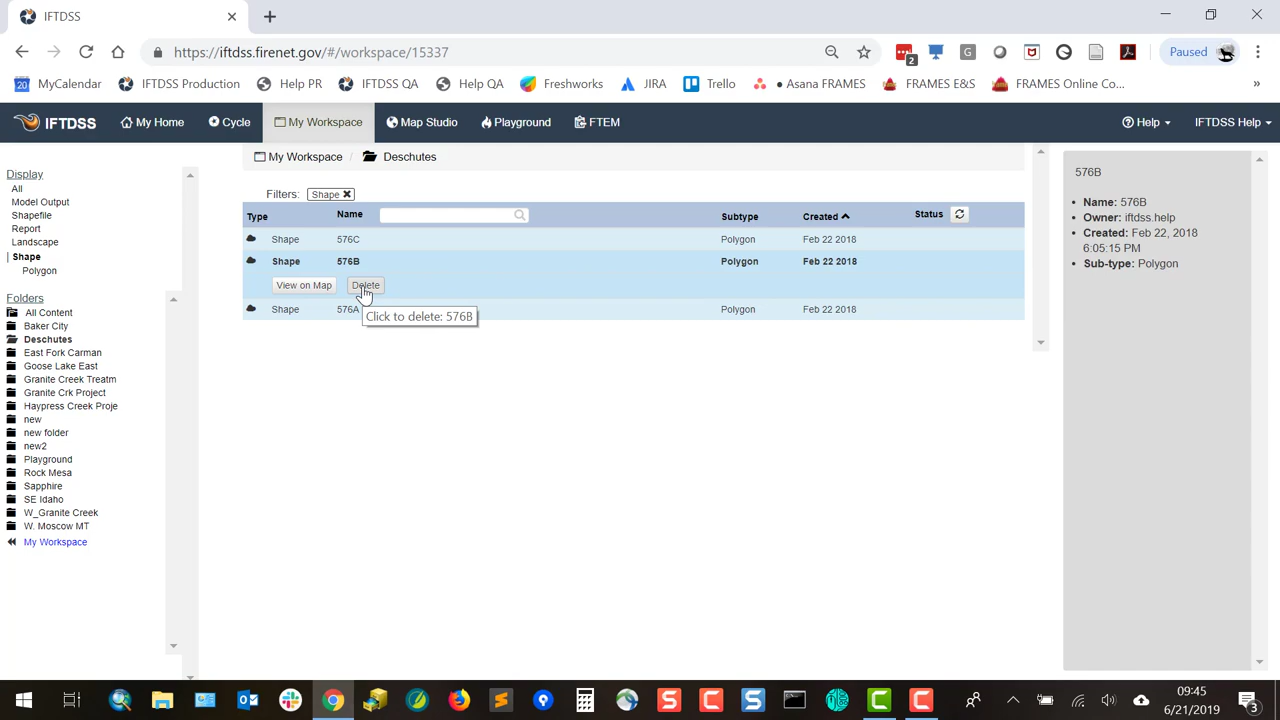 IFTDSS
https://iftdss.firenet.gov/#/workspace/15337
2
G
Paused
20 MyCalendar
IFTDSS Production
Help PR
IFTDSS QA
Help QA
Freshworks
JIRA
Trello
● Asana FRAMES
FRAMES E&S
FRAMES Online Co...
»
IFTDSS
My Home
Cycle
My Workspace
Map Studio
Playground
FTEM
Help
IFTDSS Help
Display
All
Model Output
Shapefile
Report
Landscape
Shape
Polygon
Folders
All Content
Baker City
Deschutes
East Fork Carman
Goose Lake East
Granite Creek Treatm
Granite Crk Project
Haypress Creek Proje
new
new folder
new2
Playground
Rock Mesa
Sapphire
SE Idaho
W_Granite Creek
W. Moscow MT
My Workspace
My Workspace / Deschutes
Filters: Shape ✖
Type Name Subtype Created Status
Shape 576C Polygon Feb 22 2018
Shape 576B Polygon Feb 22 2018
View on Map Delete
Click to delete: 576B
Shape 576A Polygon Feb 22 2018
576B
• Name: 576B
• Owner: iftdss.help
• Created: Feb 22, 2018
6:05:15 PM
• Sub-type: Polygon
09:45
6/21/2019
3